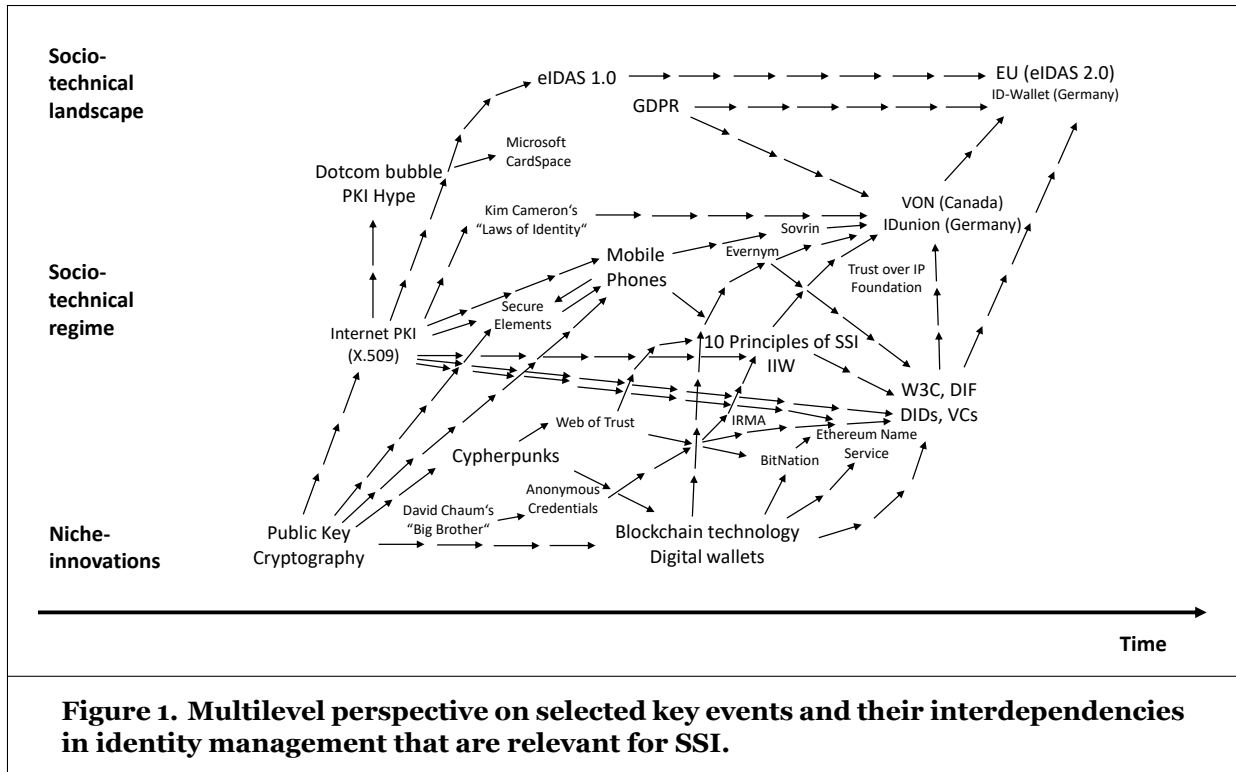 Socio-
technical
landscape
eIDAS 1.0
EU (eIDAS 2.0)
ID-Wallet (Germany)
GDPR
Microsoft
CardSpace
Dotcom bubble
PKI Hype
Kim Cameron‘s
“Laws of Identity“
VON (Canada)
IDunion (Germany)
Sovrin
Evernym
Mobile
Phones
Trust over IP
Foundation
Socio-
technical
regime
Secure
Elements
Internet PKI
(X.509)
10 Principles of SSI
IIW
W3C, DIF
DIDs, VCs
Web of Trust
IRMA
Ethereum Name
Service
Cypherpunks
BitNation
Anonymous
Credentials
David Chaum‘s
“Big Brother“
Niche-
innovations
Public Key
Cryptography
Blockchain technology
Digital wallets
Time
Figure 1. Multilevel perspective on selected key events and their interdependencies
in identity management that are relevant for SSI.